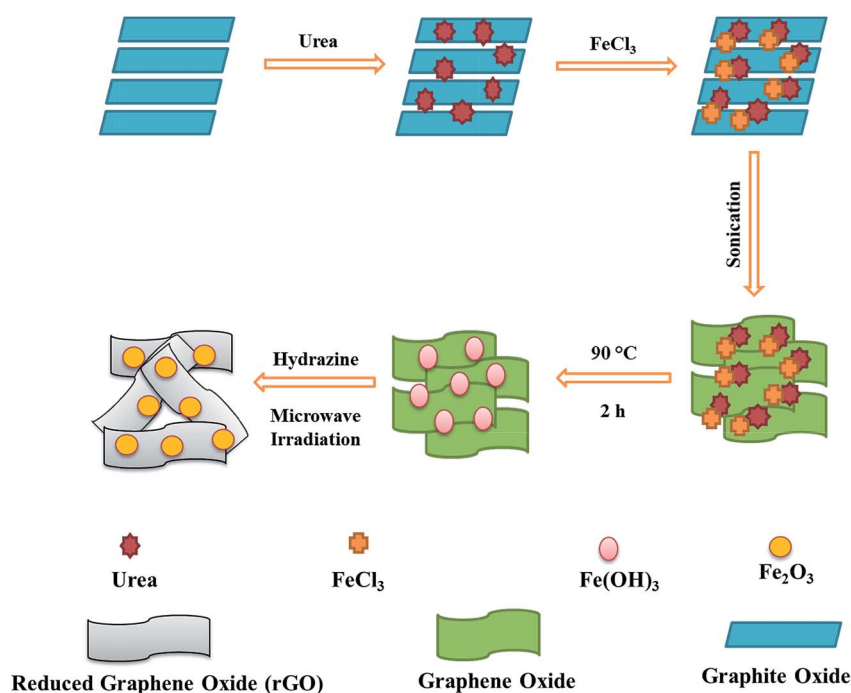 Urea
FeCl₃
Sonication
90 °C
2 h
Hydrazine
Microwave
Irradiation
Urea
FeCl₃
Fe(OH)₃
Fe₂O₃
Reduced Graphene Oxide (rGO)
Graphene Oxide
Graphite Oxide